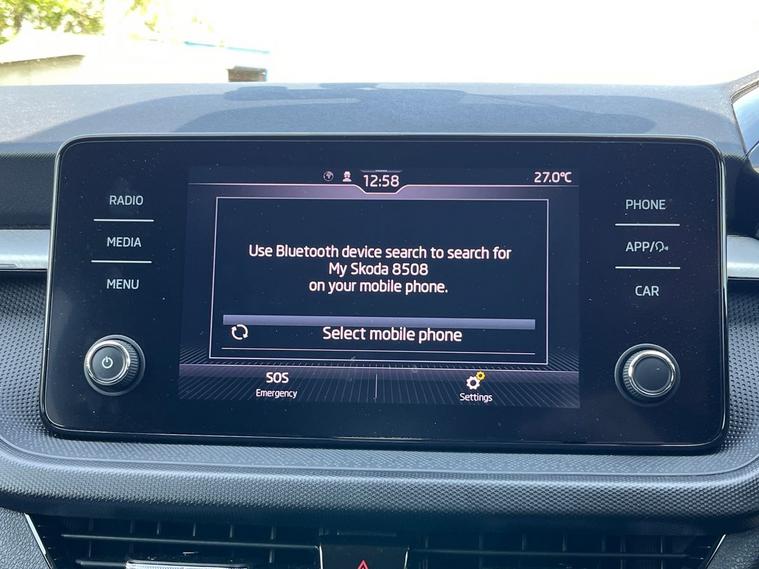 12:58
27.0°C
RADIO
MEDIA
MENU
Use Bluetooth device search to search for
My Skoda 8508
on your mobile phone.
Select mobile phone
SOS
Emergency
Settings
PHONE
APP/
CAR